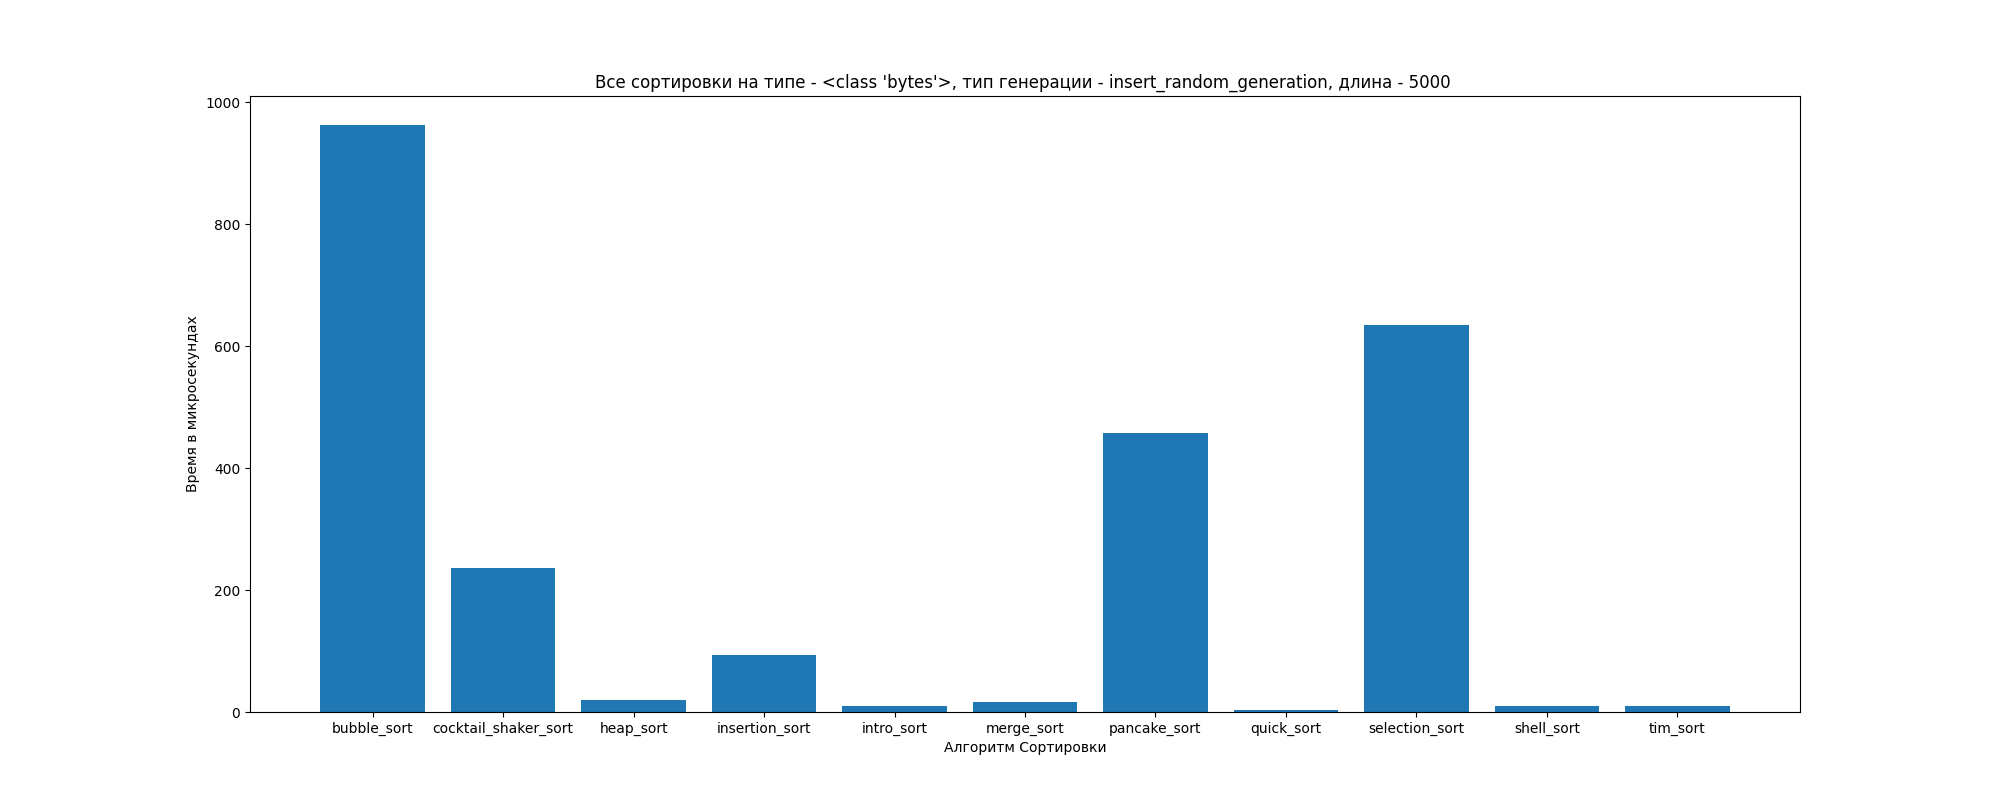 Все сортировки на типе - <class 'bytes'>, тип генерации - insert_random_generation, длина - 5000
1000
800
600
400
200
0
Время в микросекундах
bubble_sort cocktail_shaker_sort heap_sort insertion_sort intro_sort merge_sort pancake_sort quick_sort selection_sort shell_sort tim_sort
Алгоритм Сортировки